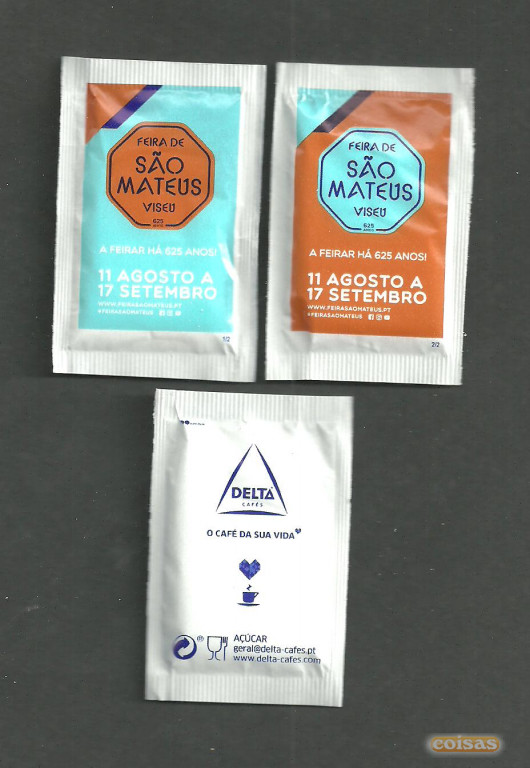 FEIRA DE
SÃO
MATEUS
VISEU
625
ANOS
A FEIRAR HÁ 625 ANOS!
11 AGOSTO A
17 SETEMBRO
WWW.FEIRASAOMATEUS.PT
#FEIRASAOMATEUS
1/2
FEIRA DE
SÃO
MATEUS
VISEU
625
ANOS
A FEIRAR HÁ 625 ANOS!
11 AGOSTO A
17 SETEMBRO
WWW.FEIRASAOMATEUS.PT
#FEIRASAOMATEUS
2/2
DELTA
CAFÉS
O CAFÉ DA SUA VIDA
AÇÚCAR
geral@delta-cafes.pt
www.delta-cafes.com
coisas